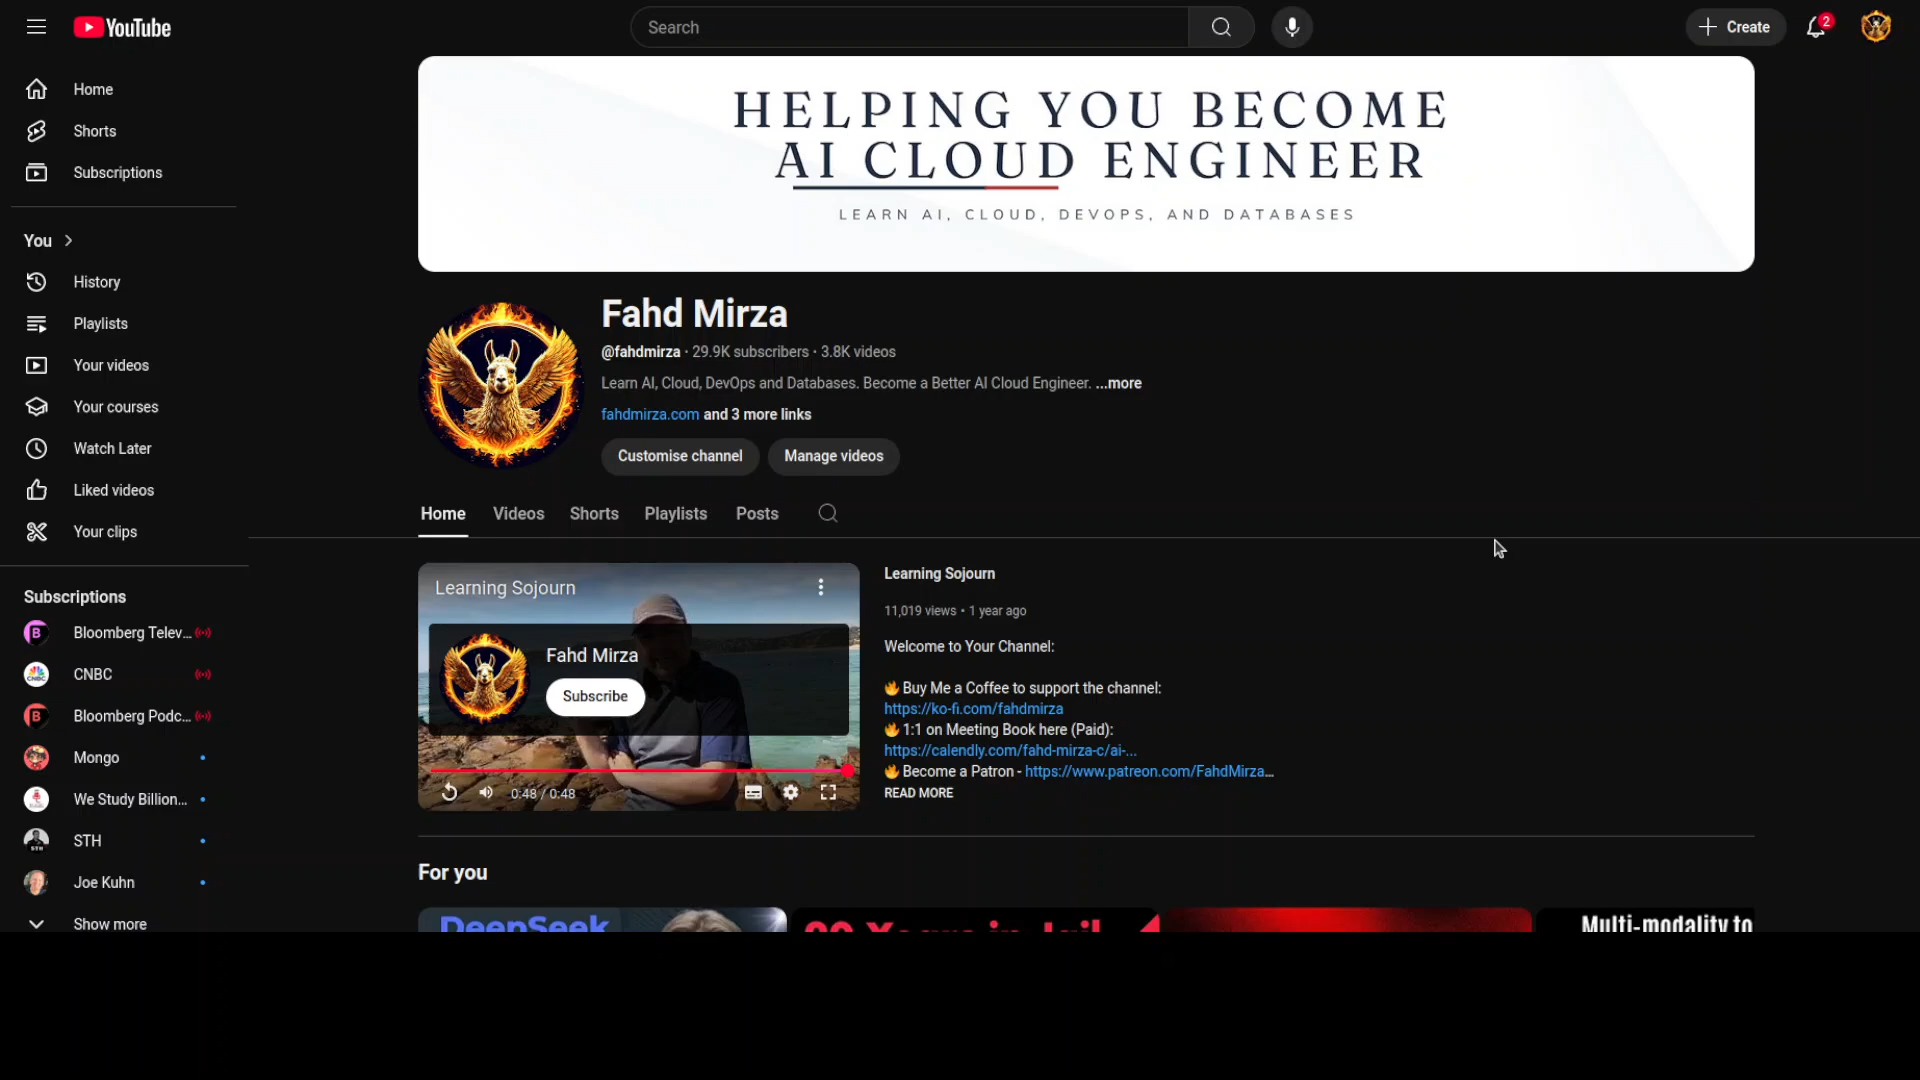 YouTube
Search
Create
2
Home
Shorts
Subscriptions
You
History
Playlists
Your videos
Your courses
Watch Later
Liked videos
Your clips
Subscriptions
Bloomberg Telev...
CNBC
Bloomberg Podc...
Mongo
We Study Billion...
STH
Joe Kuhn
Show more
HELPING YOU BECOME
AI CLOUD ENGINEER
LEARN AI, CLOUD, DEVOPS, AND DATABASES
Fahd Mirza
@fahdmirza · 29.9K subscribers · 3.8K videos
Learn AI, Cloud, DevOps and Databases. Become a Better AI Cloud Engineer. ...more
fahdmirza.com and 3 more links
Customise channel Manage videos
Home Videos Shorts Playlists Posts
Learning Sojourn
Fahd Mirza
Subscribe
0:48 / 0:48
Learning Sojourn
11,019 views • 1 year ago
Welcome to Your Channel:
🔥Buy Me a Coffee to support the channel:
https://ko-fi.com/fahdmirza
🔥1:1 on Meeting Book here (Paid):
https://calendly.com/fahd-mirza-c/ai-...
🔥Become a Patron - https://www.patreon.com/FahdMirza...
READ MORE
For you
DeepSeek
Multi-modality to